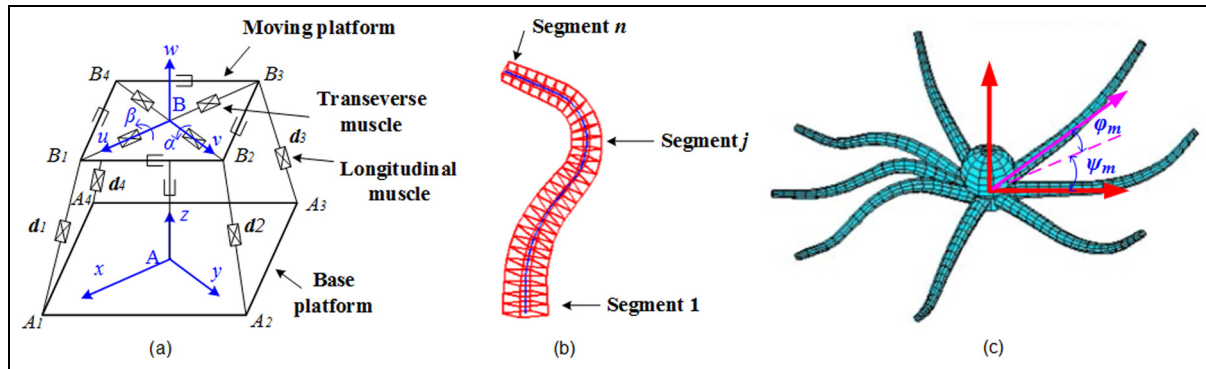 Moving platform
w
B4
B3
B
Transeverse
muscle
β
u
α
v
d3
B1
B2
Longitudinal
muscle
A4
d4
A3
z
d1
d2
A
x
y
Base
platform
A1
A2
(a)
Segment n
Segment j
Segment 1
(b)
φm
ψm
(c)